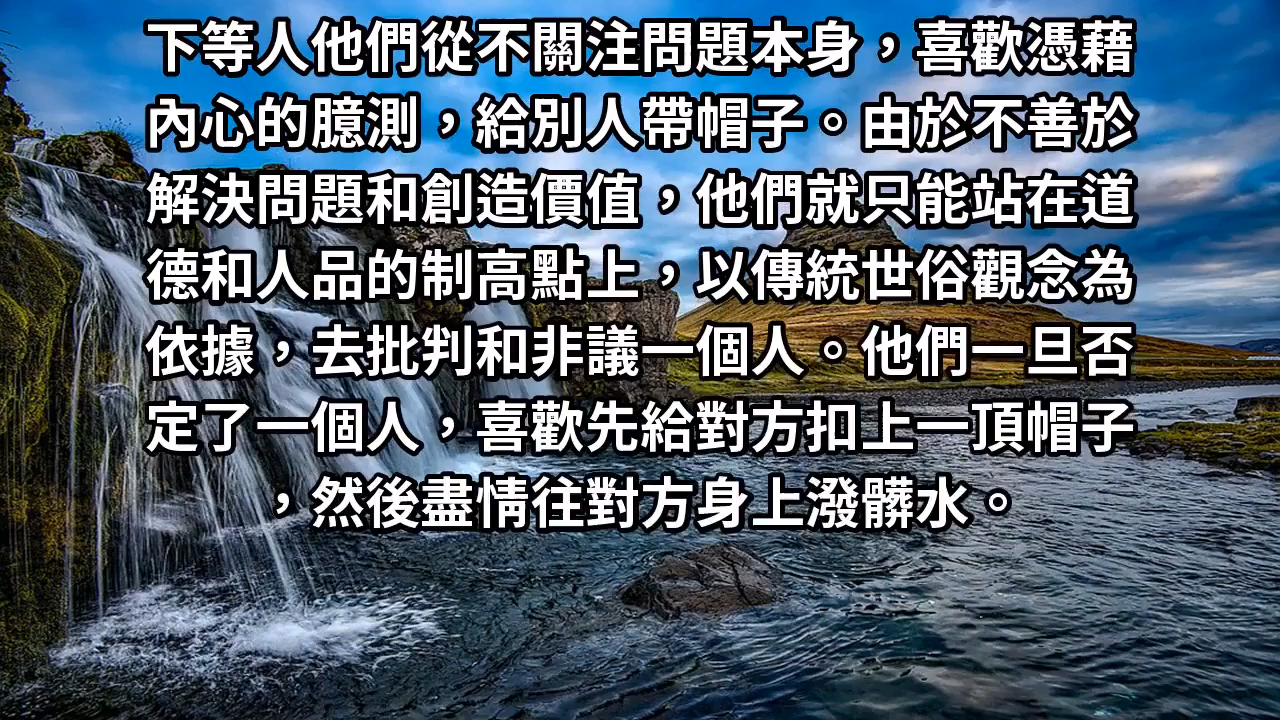 下等人他們從不關注問題本身，喜歡憑藉
內心的臆測，給別人帶帽子。由於不善於
解決問題和創造價值，他們就只能站在道
德和人品的制高點上，以傳統世俗觀念為
依據，去批判和非議一個人。他們一旦否
定了一個人，喜歡先給對方扣上一頂帽子
，然後盡情往對方身上潑髒水。